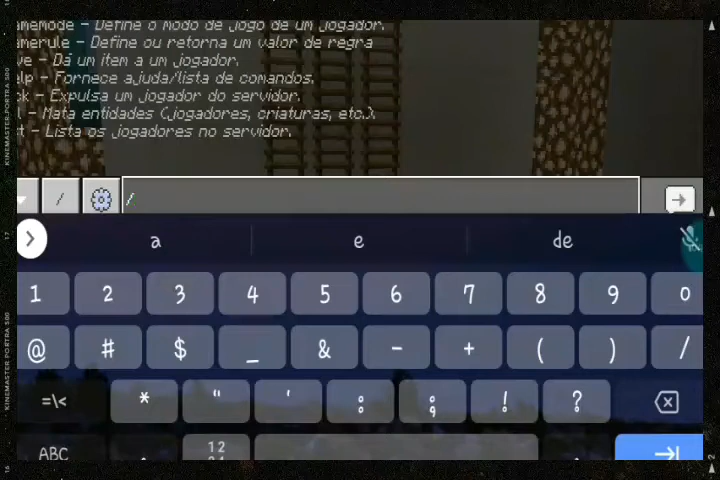 amemode - Define o modo de jogo de um jogador.
amerule - Define ou retorna um valor de regra
ve - Dá um item a um jogador.
elp - Fornece ajuda/lista de comandos.
ck - Expulsa um jogador do servidor.
l - Mata entidades (jogadores, criaturas, etc.).
st - Lista os jogadores no servidor.
/ /
a e de
1 2 3 4 5 6 7 8 9 0
@ # $ _ & - + ( ) /
=\< * " ' : ; ! ?
ABC , 12 .
KINEMASTER PORTRA 500
17
KINEMASTER PORTRA 500
16